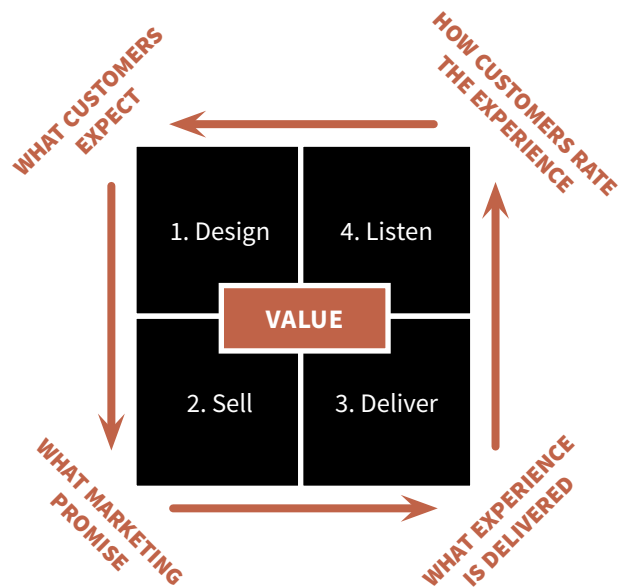 WHAT CUSTOMERS
EXPECT
HOW CUSTOMERS RATE
THE EXPERIENCE
1. Design
4. Listen
VALUE
2. Sell
3. Deliver
WHAT MARKETING
PROMISE
WHAT EXPERIENCE
IS DELIVERED